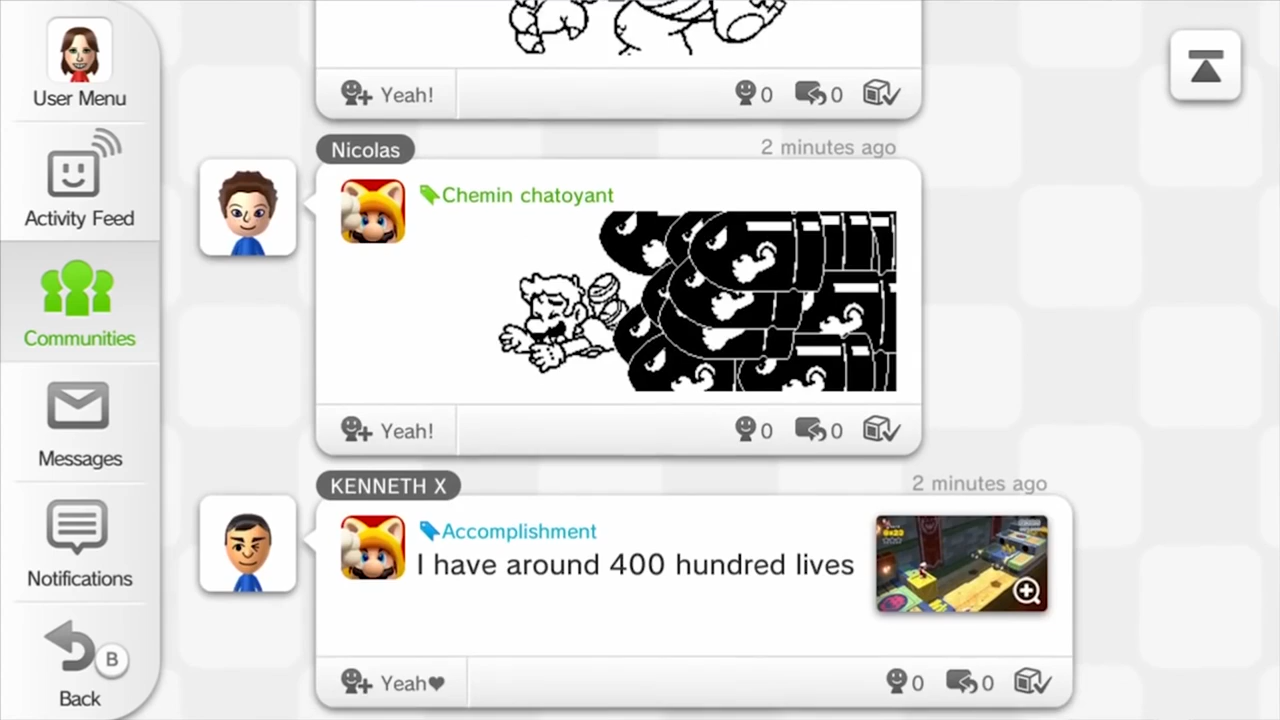 User Menu
Activity Feed
Communities
Messages
Notifications
B
Back
Yeah!
0
0
Nicolas
2 minutes ago
Chemin chatoyant
Yeah!
0
0
KENNETH X
2 minutes ago
Accomplishment
I have around 400 hundred lives
Yeah♥
0
0